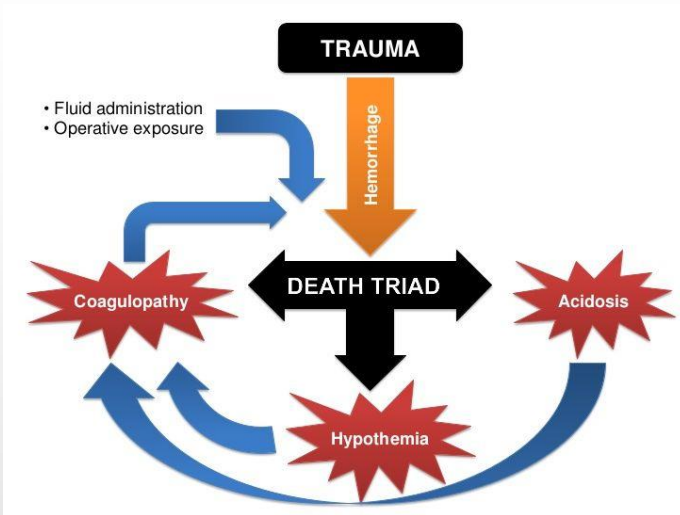 TRAUMA
• Fluid administration
• Operative exposure
Hemorrhage
DEATH TRIAD
Coagulopathy
Acidosis
Hypothemia